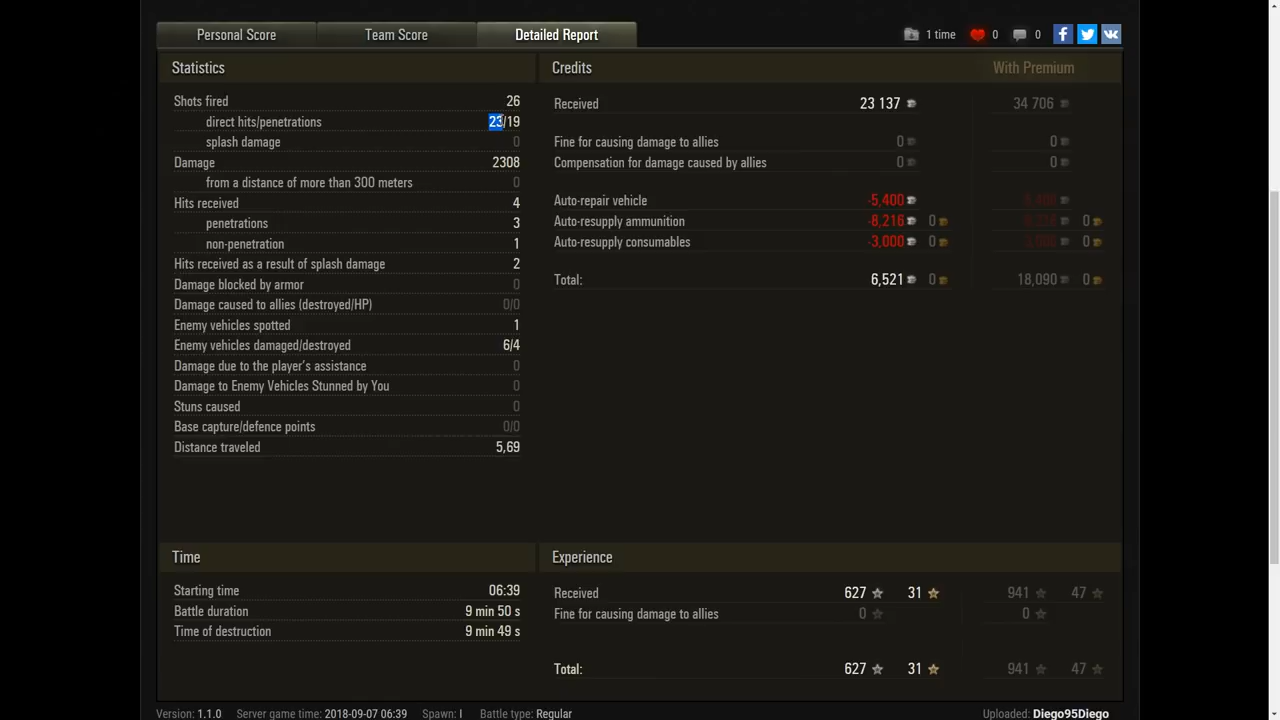 Personal Score Team Score Detailed Report 1 time 0 0
Statistics
Shots fired 26
direct hits/penetrations 23/19
splash damage 0
Damage 2308
from a distance of more than 300 meters 0
Hits received 4
penetrations 3
non-penetration 1
Hits received as a result of splash damage 2
Damage blocked by armor 0
Damage caused to allies (destroyed/HP) 0/0
Enemy vehicles spotted 1
Enemy vehicles damaged/destroyed 6/4
Damage due to the player's assistance 0
Damage to Enemy Vehicles Stunned by You 0
Stuns caused 0
Base capture/defence points 0/0
Distance traveled 5,69
Credits With Premium
Received 23 137 34 706
Fine for causing damage to allies 0 0
Compensation for damage caused by allies 0 0
Auto-repair vehicle -5,400 -5,400
Auto-resupply ammunition -8,216 0 -8,216 0
Auto-resupply consumables -3,000 0 -3,000 0
Total: 6,521 0 18,090 0
Time
Starting time 06:39
Battle duration 9 min 50 s
Time of destruction 9 min 49 s
Experience
Received 627 31 941 47
Fine for causing damage to allies 0 0
Total: 627 31 941 47
Version: 1.1.0 Server game time: 2018-09-07 06:39 Spawn: I Battle type: Regular Uploaded: Diego95Diego